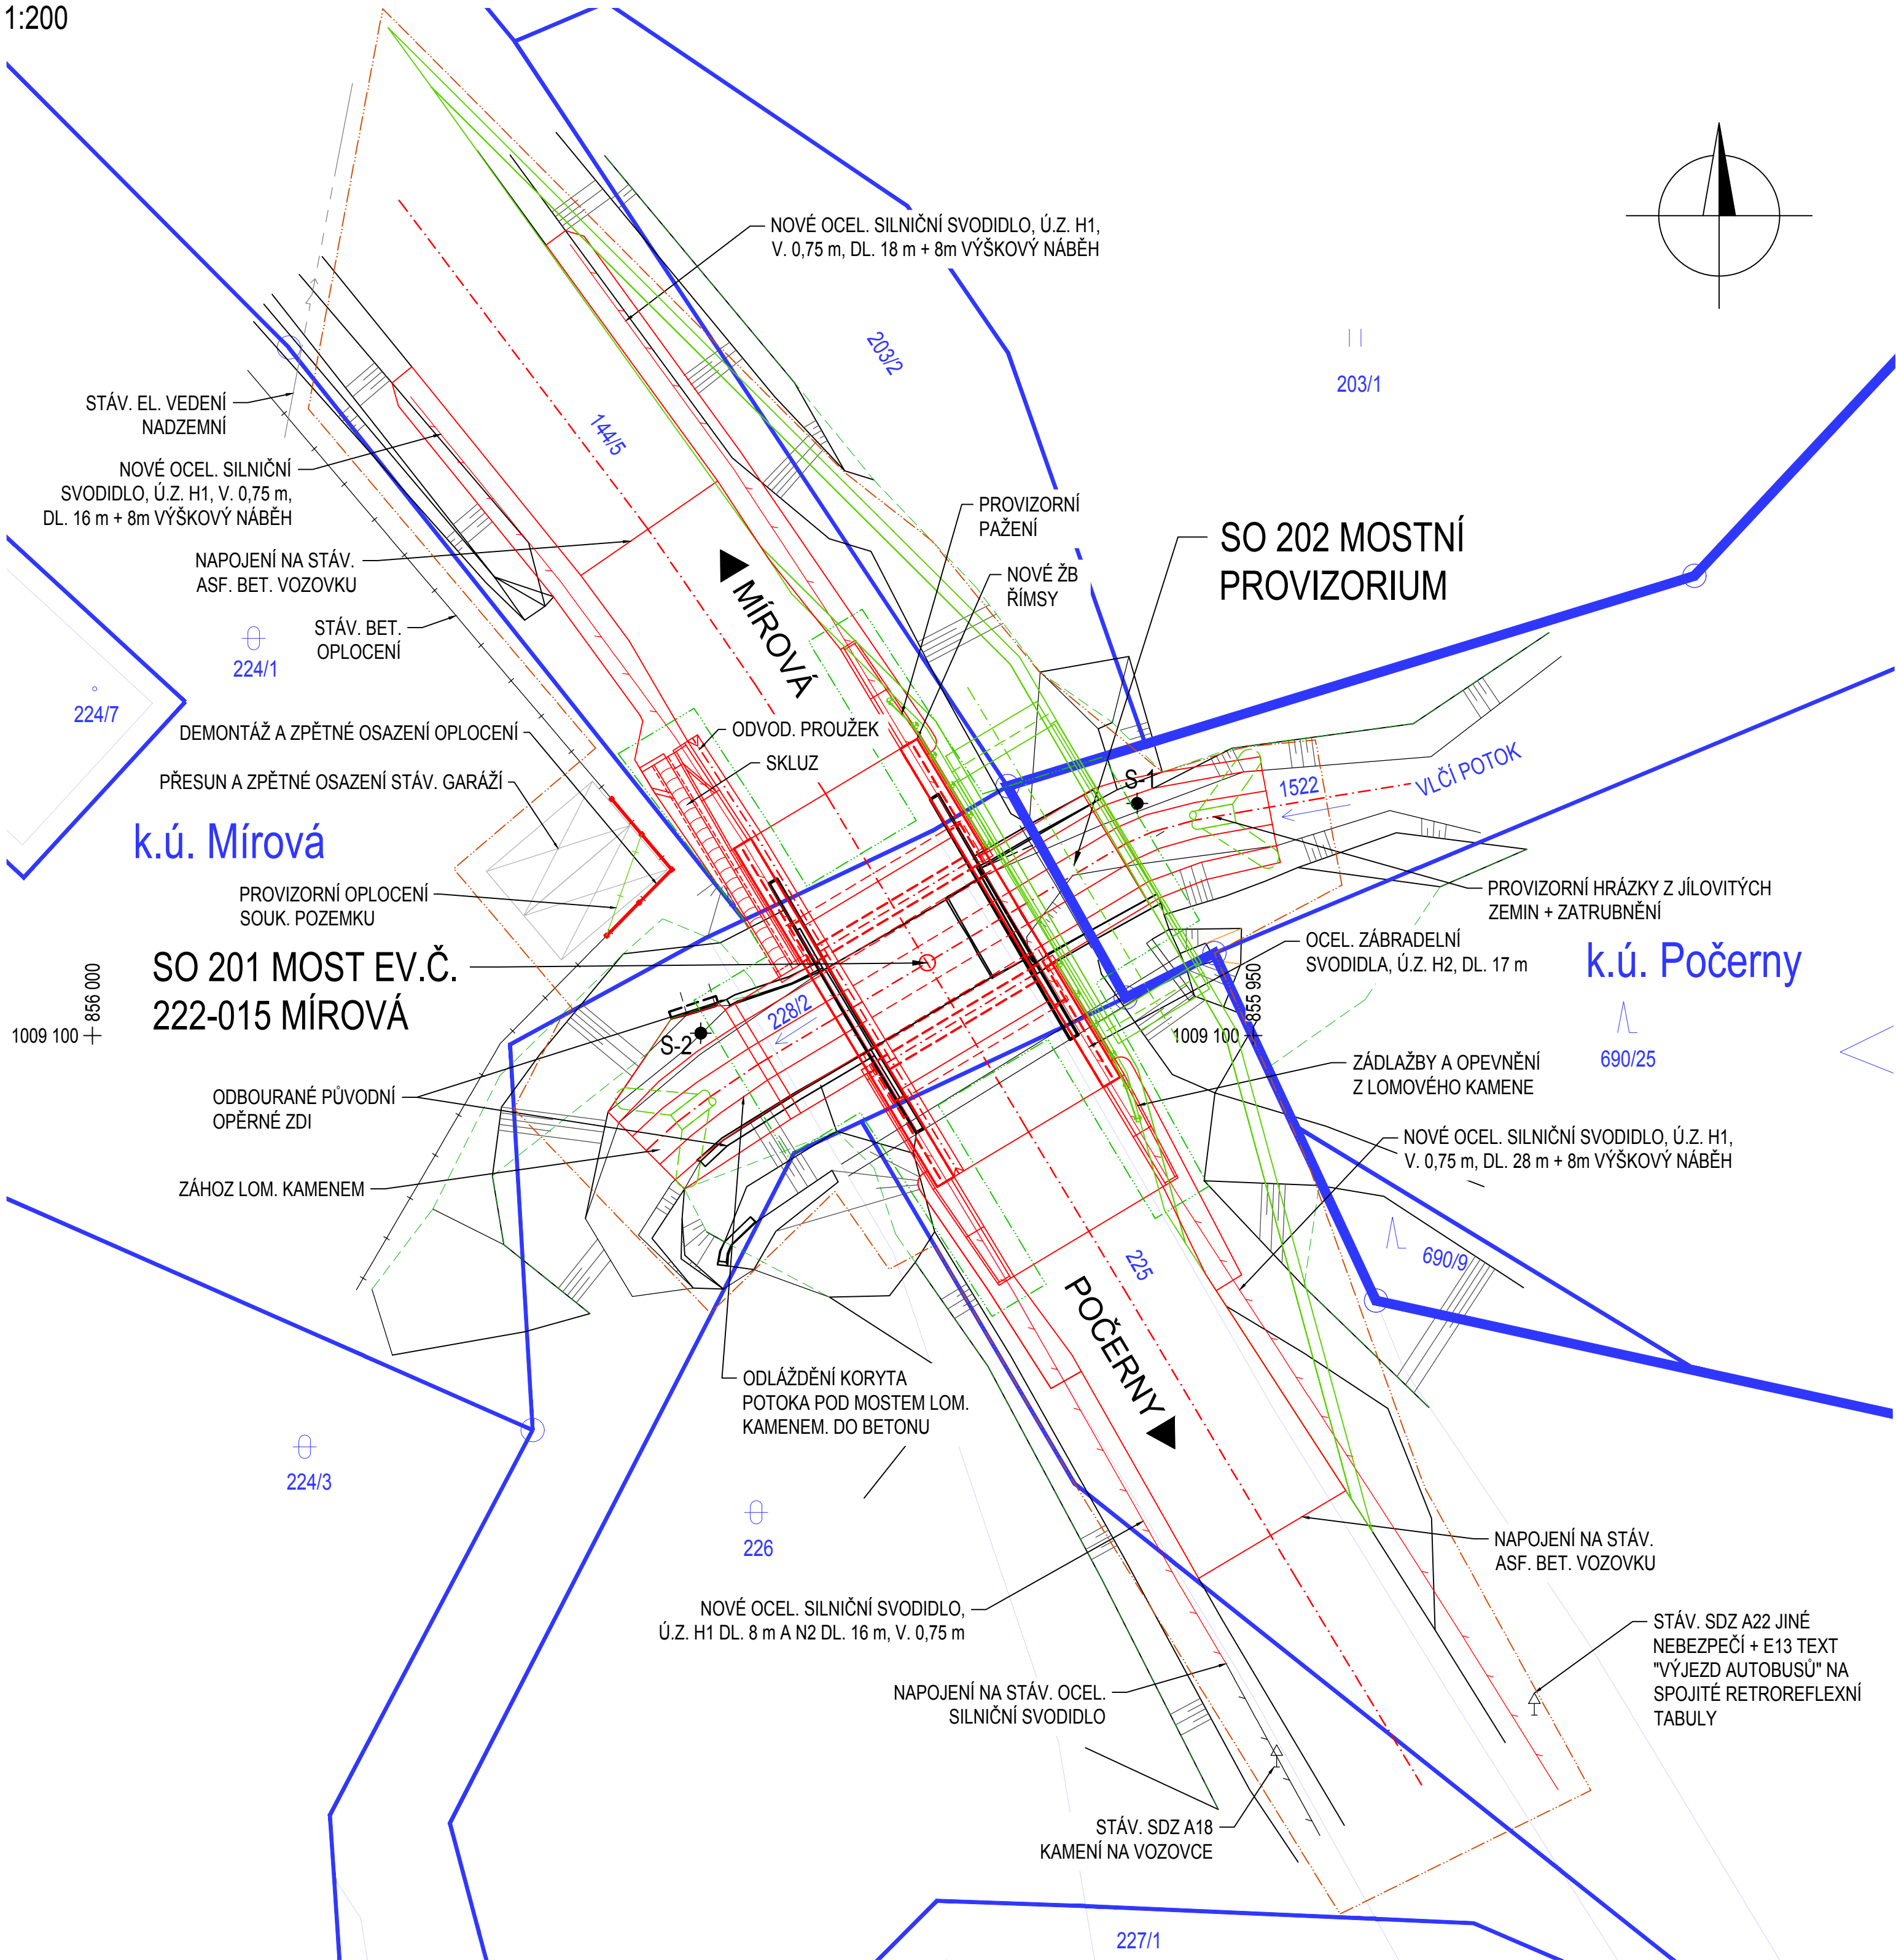 1:200
NOVÉ OCEL. SILNIČNÍ SVODIDLO, Ú.Z. H1,
V. 0,75 m, DL. 18 m + 8m VÝŠKOVÝ NÁBĚH
203/2
203/1
STÁV. EL. VEDENÍ
NADZEMNÍ
144/5
NOVÉ OCEL. SILNIČNÍ
SVODIDLO, Ú.Z. H1, V. 0,75 m,
DL. 16 m + 8m VÝŠKOVÝ NÁBĚH
PROVIZORNÍ
PAŽENÍ
SO 202 MOSTNÍ
PROVIZORIUM
NAPOJENÍ NA STÁV.
ASF. BET. VOZOVKU
NOVÉ ŽB
ŘÍMSY
MÍROVÁ
STÁV. BET.
OPLOCENÍ
224/1
224/7
DEMONTÁŽ A ZPĚTNÉ OSAZENÍ OPLOCENÍ
ODVOD. PROUŽEK
SKLUZ
PŘESUN A ZPĚTNÉ OSAZENÍ STÁV. GARÁŽÍ
S-1
1522
VLČÍ POTOK
k.ú. Mírová
PROVIZORNÍ OPLOCENÍ
SOUK. POZEMKU
PROVIZORNÍ HRÁZKY Z JÍLOVITÝCH
ZEMIN + ZATRUBNĚNÍ
SO 201 MOST EV.Č.
222-015 MÍROVÁ
OCEL. ZÁBRADELNÍ
SVODIDLA, Ú.Z. H2, DL. 17 m
k.ú. Počerny
856 000
1009 100
855 950
1009 100
228/2
S-2
690/25
ZÁDLAŽBY A OPEVNĚNÍ
Z LOMOVÉHO KAMENE
ODBOURANÉ PŮVODNÍ
OPĚRNÉ ZDI
NOVÉ OCEL. SILNIČNÍ SVODIDLO, Ú.Z. H1,
V. 0,75 m, DL. 28 m + 8m VÝŠKOVÝ NÁBĚH
ZÁHOZ LOM. KAMENEM
225
690/9
POČERNY
ODLÁŽDĚNÍ KORYTA
POTOKA POD MOSTEM LOM.
KAMENEM. DO BETONU
224/3
226
NAPOJENÍ NA STÁV.
ASF. BET. VOZOVKU
NOVÉ OCEL. SILNIČNÍ SVODIDLO,
Ú.Z. H1 DL. 8 m A N2 DL. 16 m, V. 0,75 m
STÁV. SDZ A22 JINÉ
NEBEZPEČÍ + E13 TEXT
"VÝJEZD AUTOBUSŮ" NA
SPOJITÉ RETROREFLEXNÍ
TABULY
NAPOJENÍ NA STÁV. OCEL.
SILNIČNÍ SVODIDLO
STÁV. SDZ A18
KAMENÍ NA VOZOVCE
227/1